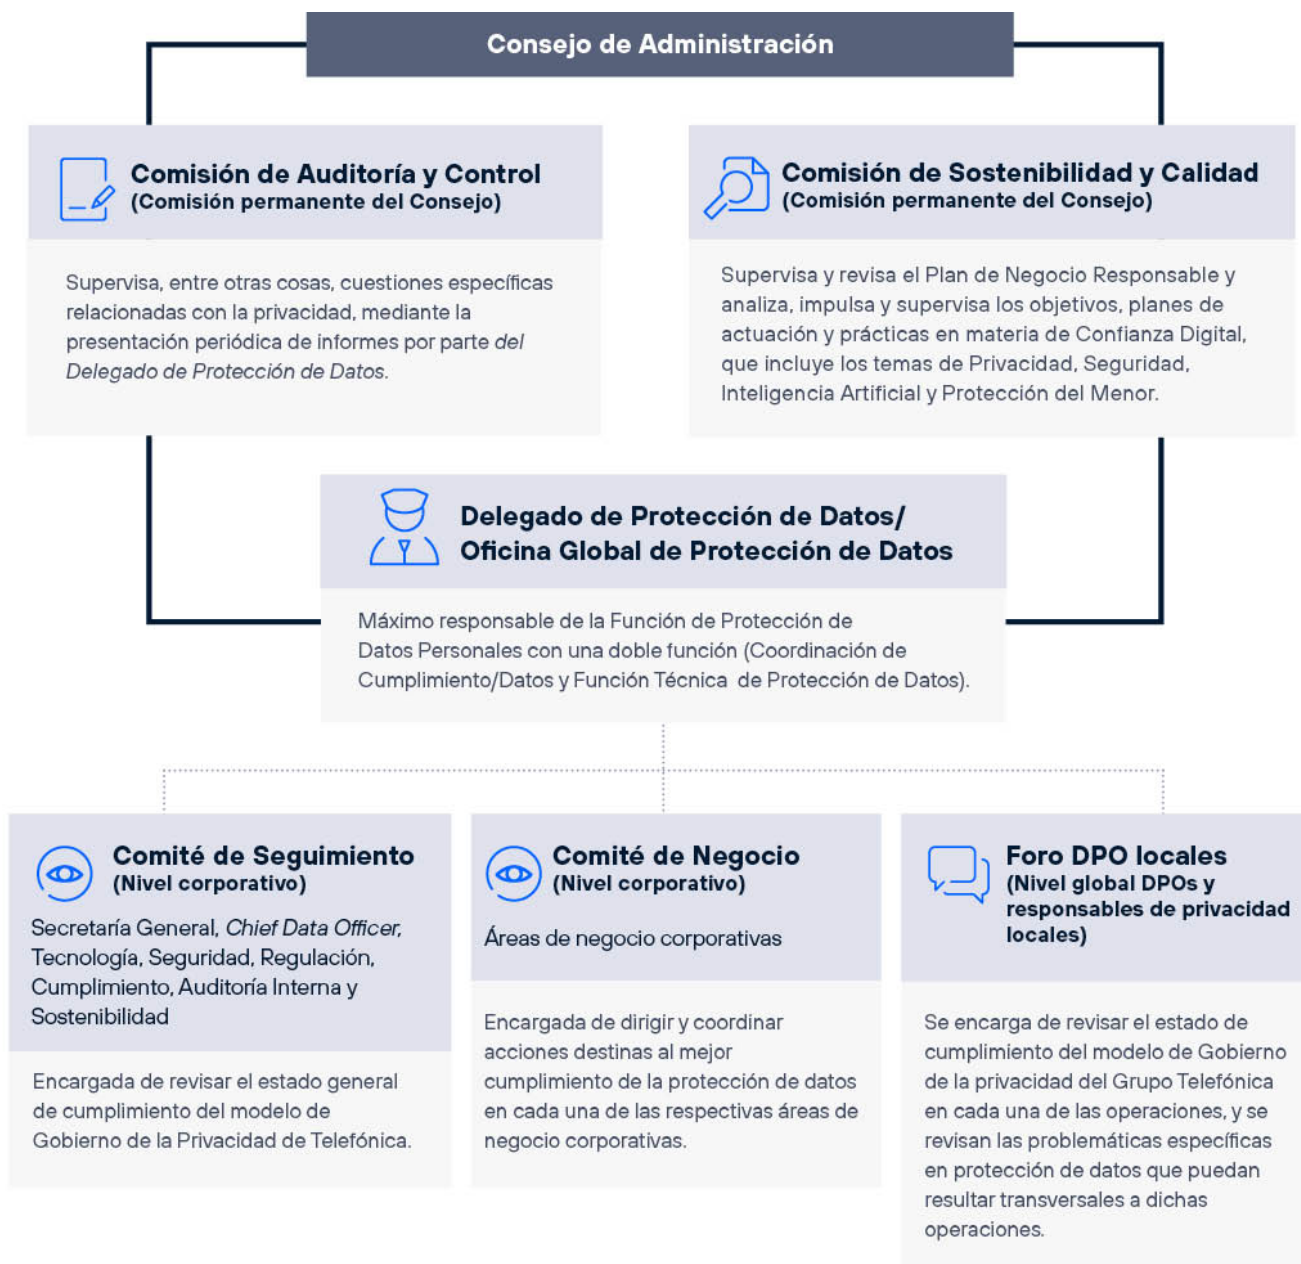 Consejo de Administración
Comisión de Auditoría y Control
(Comisión permanente del Consejo)
Supervisa, entre otras cosas, cuestiones específicas
relacionadas con la privacidad, mediante la
presentación periódica de informes por parte del
Delegado de Protección de Datos.
Comisión de Sostenibilidad y Calidad
(Comisión permanente del Consejo)
Supervisa y revisa el Plan de Negocio Responsable y
analiza, impulsa y supervisa los objetivos, planes de
actuación y prácticas en materia de Confianza Digital,
que incluye los temas de Privacidad, Seguridad,
Inteligencia Artificial y Protección del Menor.
Delegado de Protección de Datos/
Oficina Global de Protección de Datos
Máximo responsable de la Función de Protección de
Datos Personales con una doble función (Coordinación de
Cumplimiento/Datos y Función Técnica de Protección de Datos).
Comité de Seguimiento
(Nivel corporativo)
Secretaría General, Chief Data Officer,
Tecnología, Seguridad, Regulación,
Cumplimiento, Auditoría Interna y
Sostenibilidad
Encargada de revisar el estado general
de cumplimiento del modelo de
Gobierno de la Privacidad de Telefónica.
Comité de Negocio
(Nivel corporativo)
Áreas de negocio corporativas
Encargada de dirigir y coordinar
acciones destinas al mejor
cumplimiento de la protección de datos
en cada una de las respectivas áreas de
negocio corporativas.
Foro DPO locales
(Nivel global DPOs y
responsables de privacidad
locales)
Se encarga de revisar el estado de
cumplimiento del modelo de Gobierno
de la privacidad del Grupo Telefónica
en cada una de las operaciones, y se
revisan las problemáticas específicas
en protección de datos que puedan
resultar transversales a dichas
operaciones.